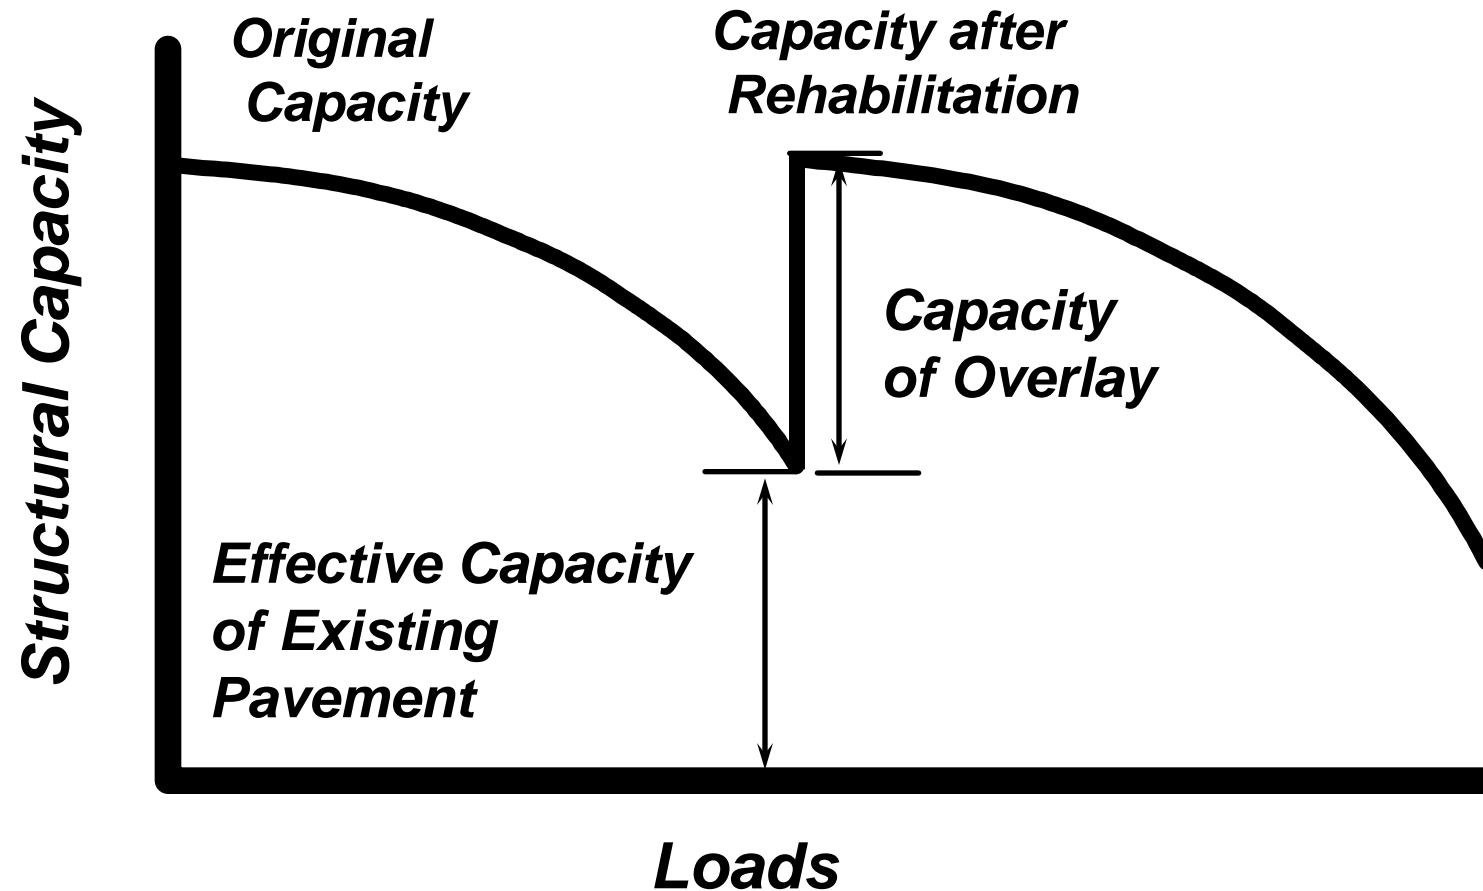 Original
Capacity
Capacity after
Rehabilitation
Structural Capacity
Capacity
of Overlay
Effective Capacity
of Existing
Pavement
Loads